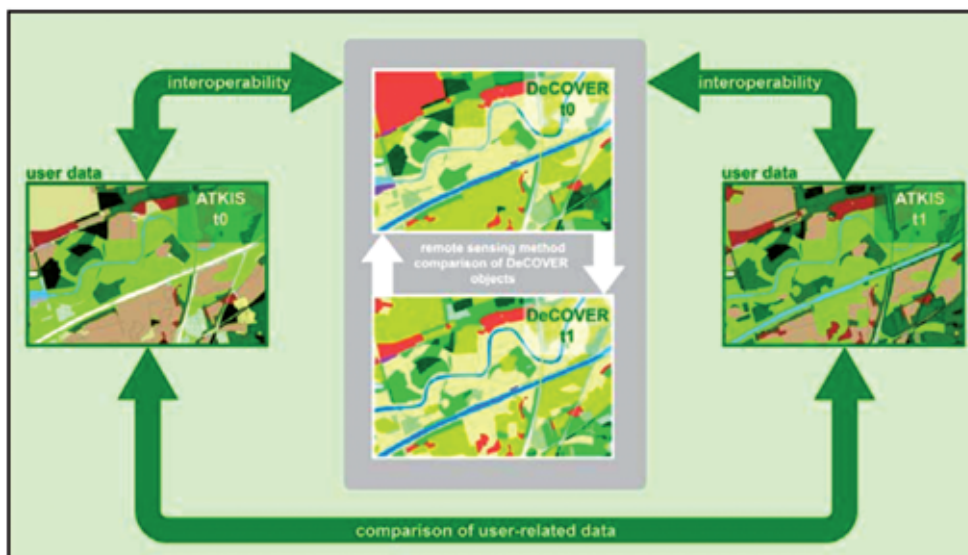 interoperability
interoperability
DeCOVER
t0
user data
ATKIS
t0
user data
ATKIS
t1
remote sensing method
comparison of DeCOVER
objects
DeCOVER
t1
comparison of user-related data